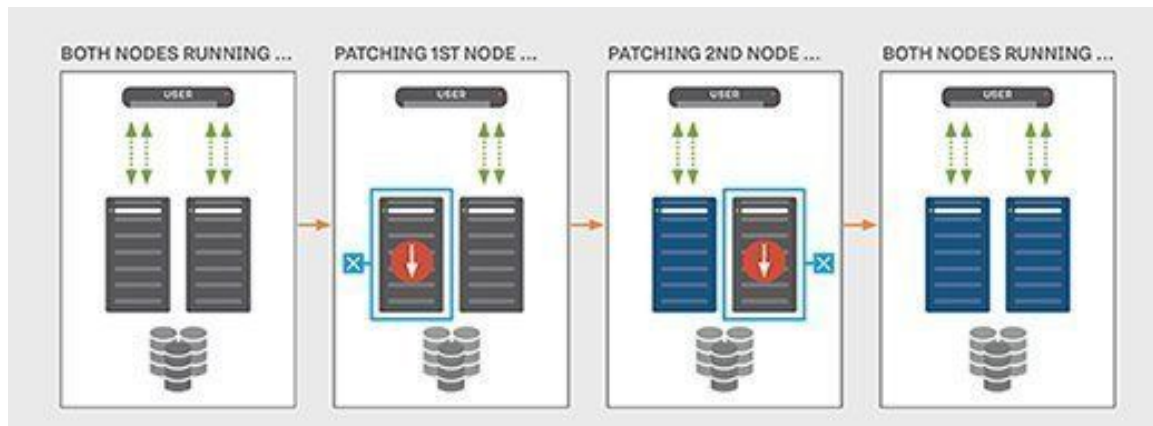 BOTH NODES RUNNING ...
PATCHING 1ST NODE ...
PATCHING 2ND NODE ...
BOTH NODES RUNNING ...
USER
USER
USER
USER